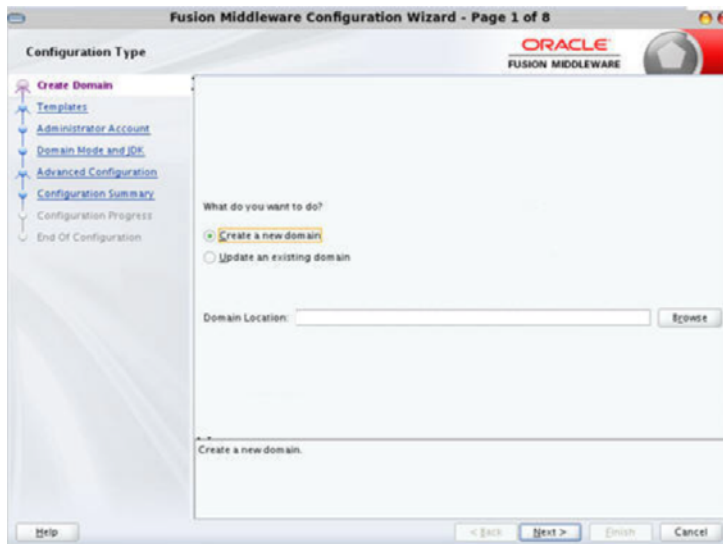 Fusion Middleware Configuration Wizard - Page 1 of 8
Configuration Type
ORACLE
FUSION MIDDLEWARE
Create Domain
Templates
Administrator Account
Domain Mode and JDK
Advanced Configuration
Configuration Summary
Configuration Progress
End Of Configuration
What do you want to do?
Create a new domain
Update an existing domain
Domain Location:
Browse
Create a new domain.
Help
< Back
Next >
Finish
Cancel